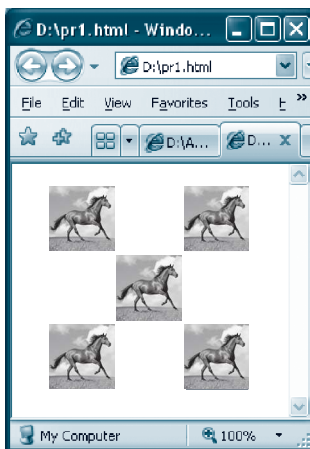 D:\pr1.html - Windo...
D:\pr1.html
File Edit View Favorites Tools H »
D:\A... D... X
My Computer 100%